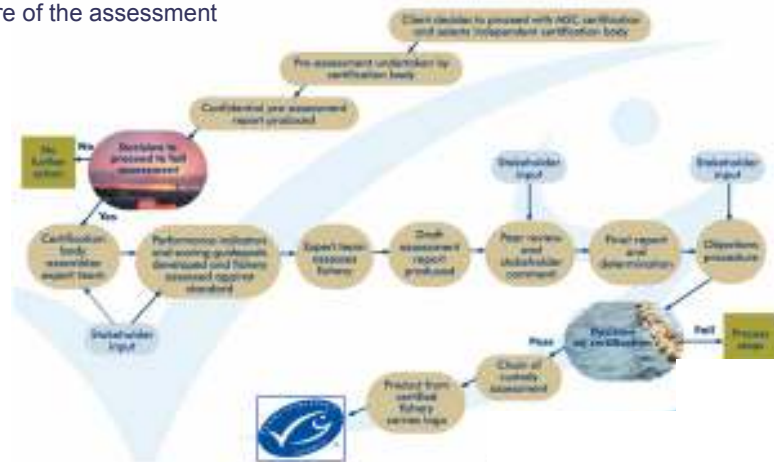 re of the assessment
Client decides to proceed with MSC certification
and selects independent certification body
Pre-assessment undertaken by
certification body
Confidential pre-assessment
report produced
No
further
action
No
Decision to
proceed to full
assessment
Yes
Stakeholder
input
Stakeholder
input
Certification
body
assembles
expert team
Performance indicators
and scoring guideposts
developed and fishery
assessed against
standard
Expert team
assesses
fishery
Draft
assessment
report
produced
Peer review
and
stakeholder
comment
Final report
and
determination
Objections
procedure
Stakeholder
input
Decision
on certification
Pass
Fail
Process
stops
Chain of
custody
assessment
Product from
certified
fishery
carries logo